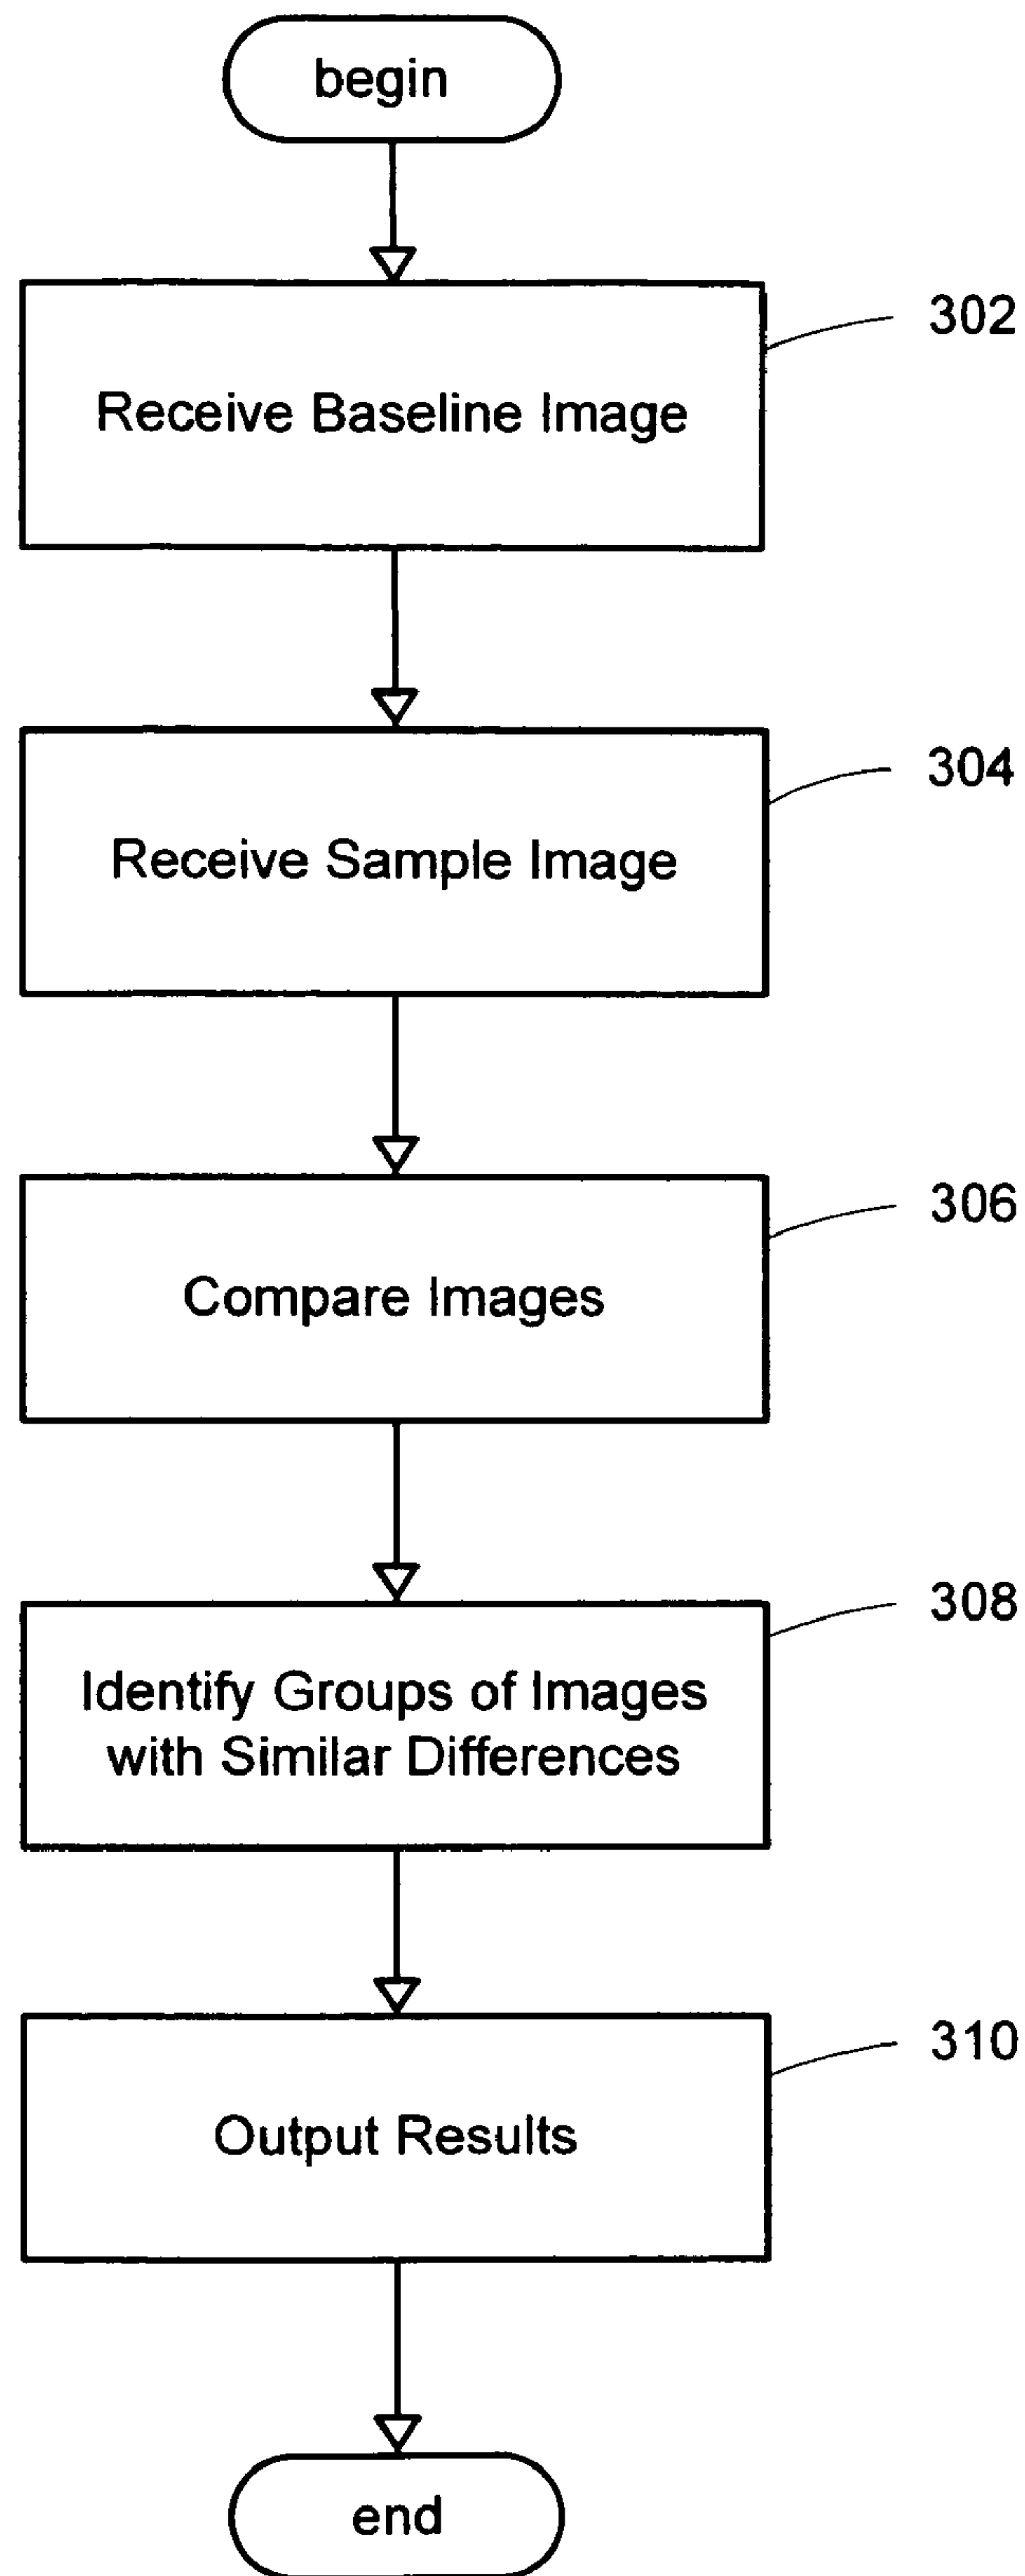 begin
302
Receive Baseline Image
304
Receive Sample Image
306
Compare Images
308
Identify Groups of Images
with Similar Differences
310
Output Results
end